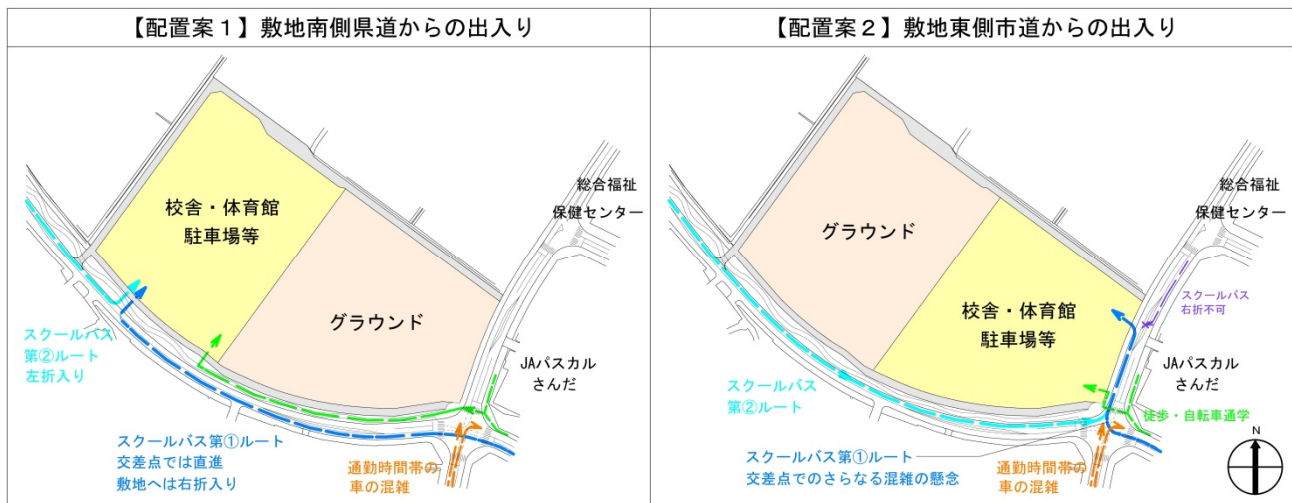 【配置案１】敷地南側県道からの出入り
校舎・体育館
駐車場等
グラウンド
総合福祉
保健センター
JAパスカル
さんだ
スクールバス
第②ルート
左折入り
スクールバス第①ルート
交差点では直進
敷地へは右折入り
通勤時間帯の
車の混雑
【配置案２】敷地東側市道からの出入り
グラウンド
校舎・体育館
駐車場等
総合福祉
保健センター
スクールバス
右折不可
JAパスカル
さんだ
徒歩・自転車通学
スクールバス
第②ルート
スクールバス第①ルート
交差点でのさらなる混雑の懸念
通勤時間帯の
車の混雑
N